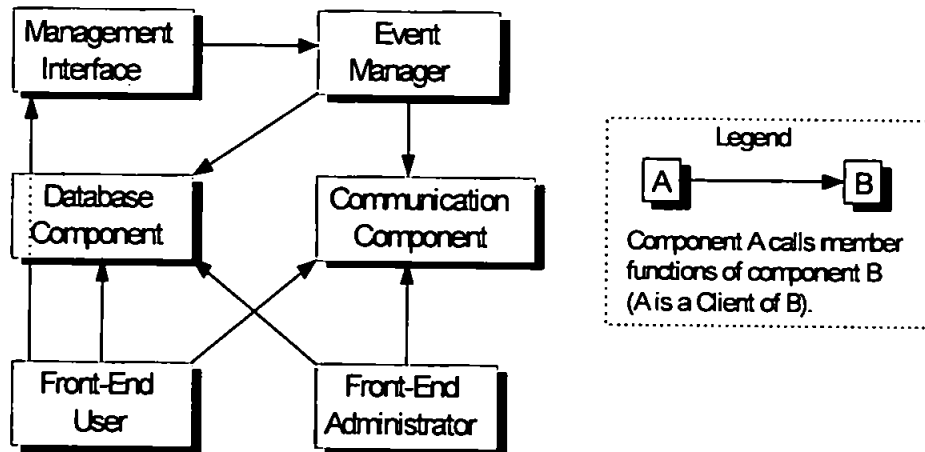 Management
Interface
Event
Manager
Database
Component
Communication
Component
Front-End
User
Front-End
Administrator
Legend
A
B
Component A calls member
functions of component B
(A is a Client of B).